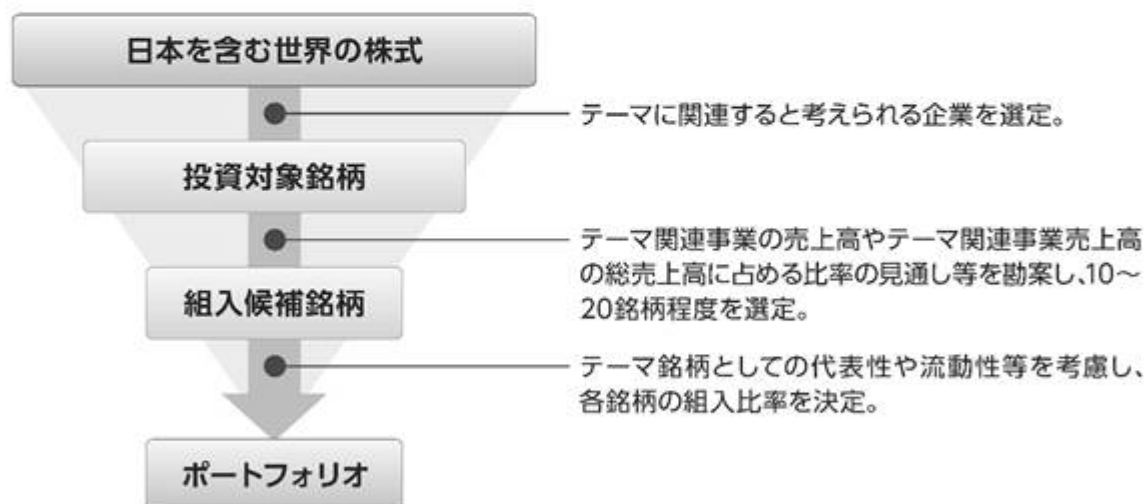 日本を含む世界の株式
テーマに関連すると考えられる企業を選定。
投資対象銘柄
テーマ関連事業の売上高やテーマ関連事業売上高
の総売上高に占める比率の見通し等を勘案し、10～
20銘柄程度を選定。
組入候補銘柄
テーマ銘柄としての代表性や流動性等を考慮し、
各銘柄の組入比率を決定。
ポートフォリオ